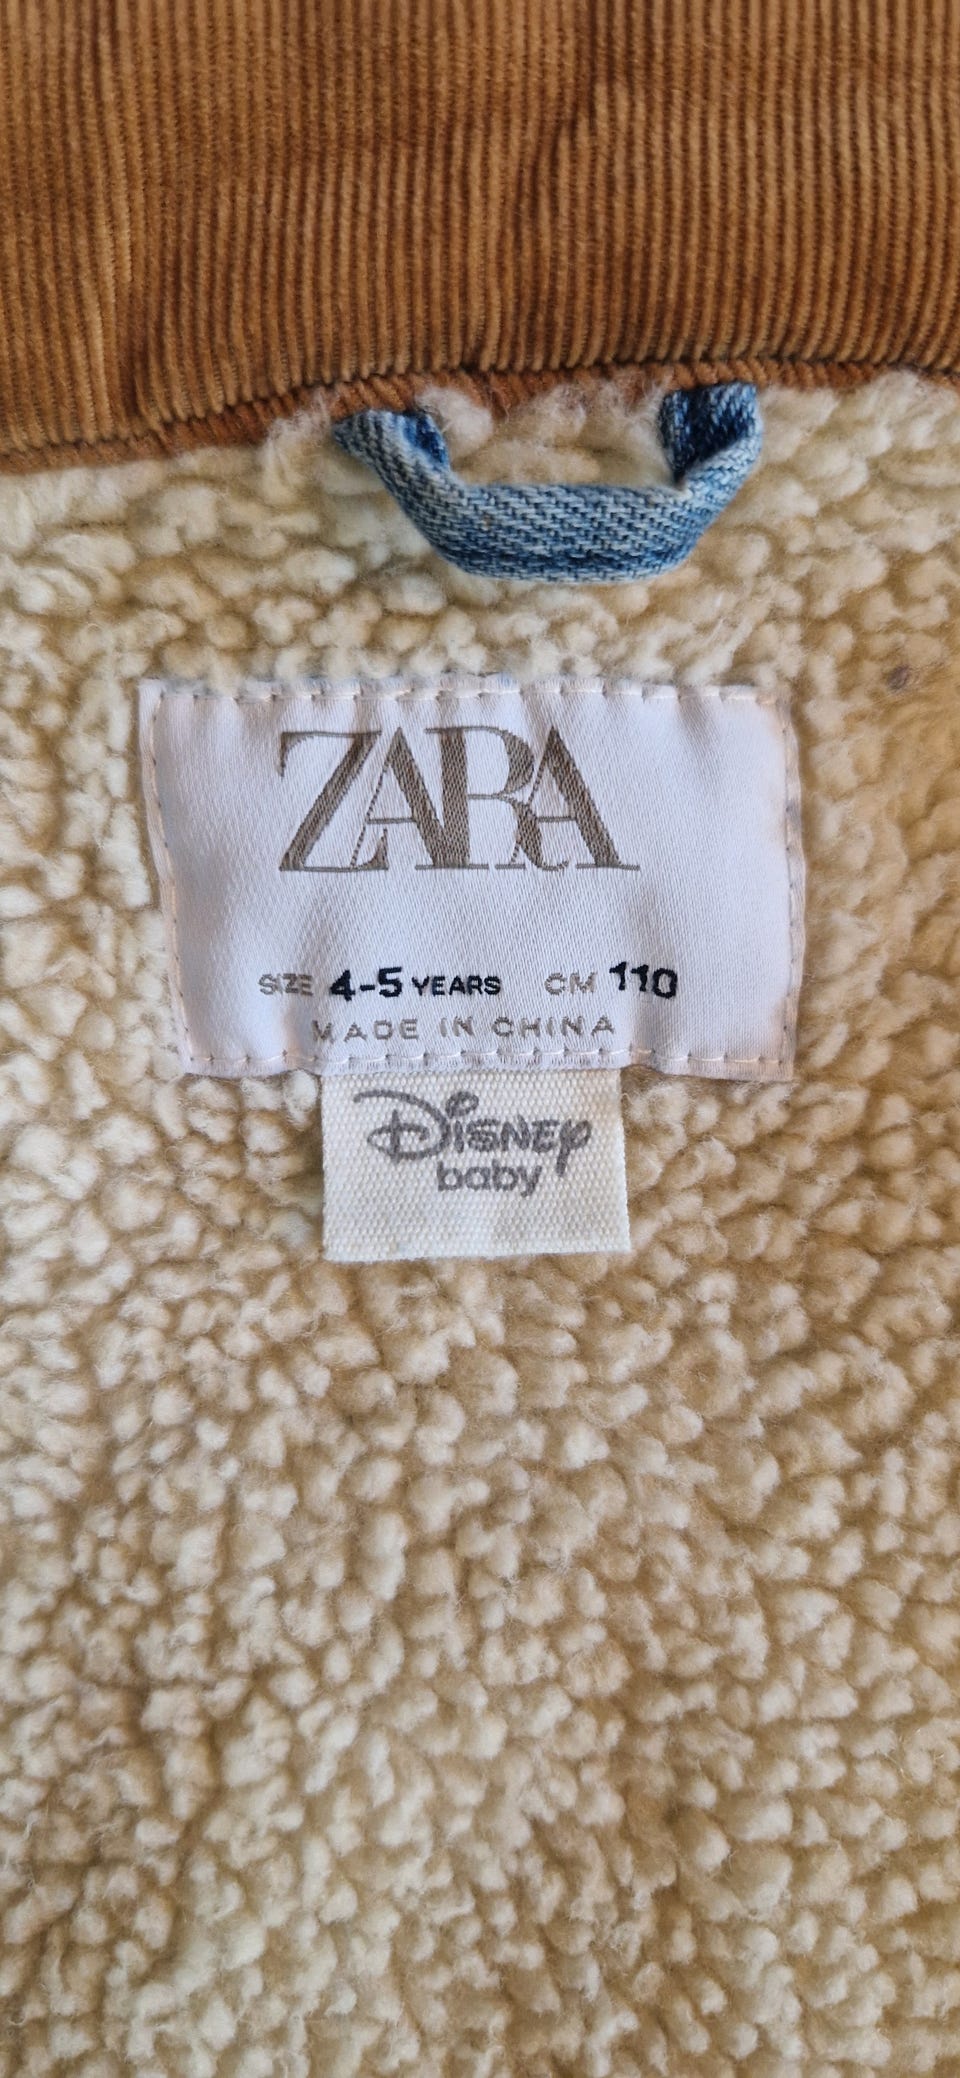 ZARA
SIZE 4-5 YEARS CM 110
MADE IN CHINA
Disney
baby